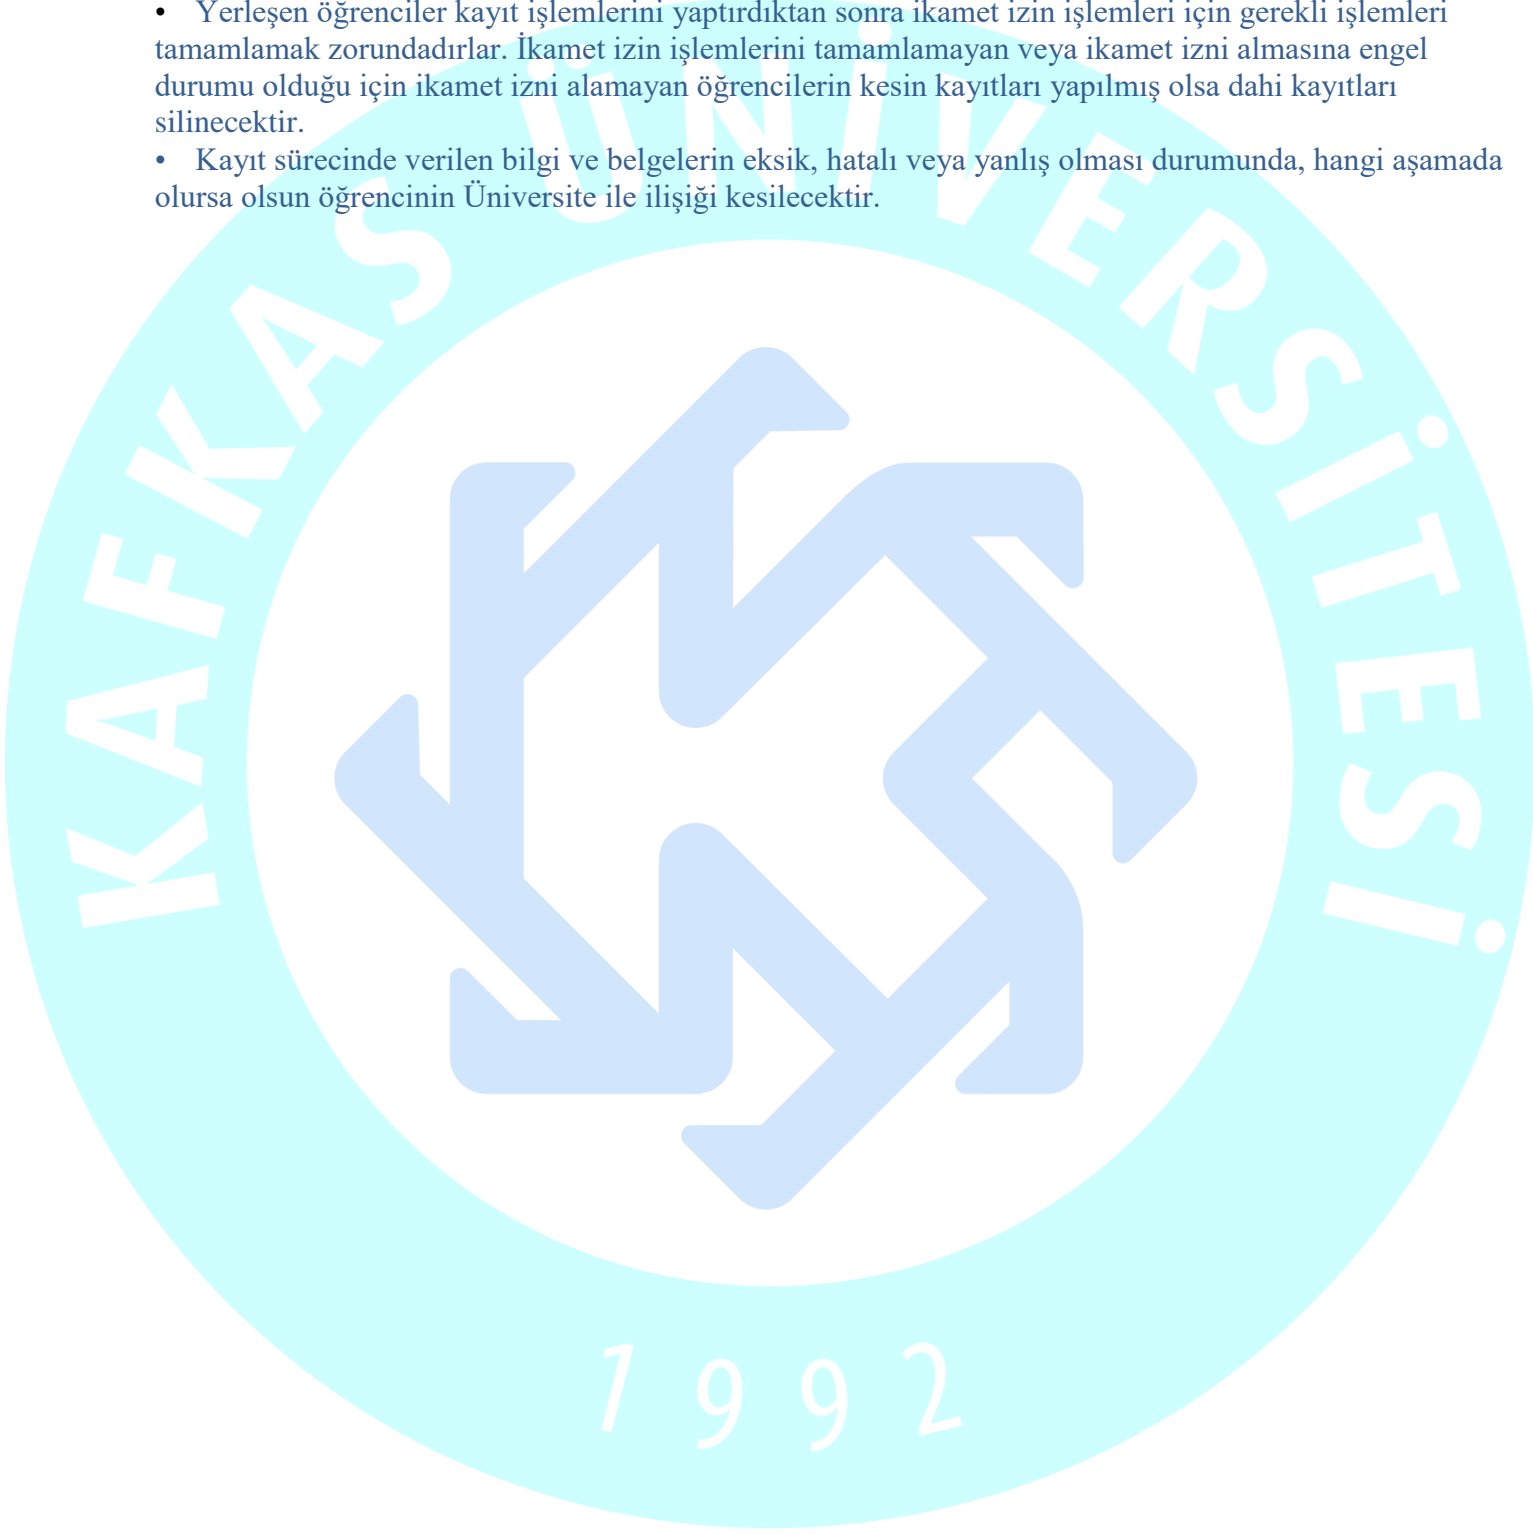 • Yerleşen öğrenciler kayıt işlemlerini yaptırdıktan sonra ikamet izin işlemleri için gerekli işlemleri
tamamlamak zorundadırlar. İkamet izin işlemlerini tamamlamayan veya ikamet izni almasına engel
durumu olduğu için ikamet izni alamayan öğrencilerin kesin kayıtları yapılmış olsa dahi kayıtları
silinecektir.
• Kayıt sürecinde verilen bilgi ve belgelerin eksik, hatalı veya yanlış olması durumunda, hangi aşamada
olursa olsun öğrencinin Üniversite ile ilişiği kesilecektir.
KAFKAS ÜNİVERSİTESİ
1992